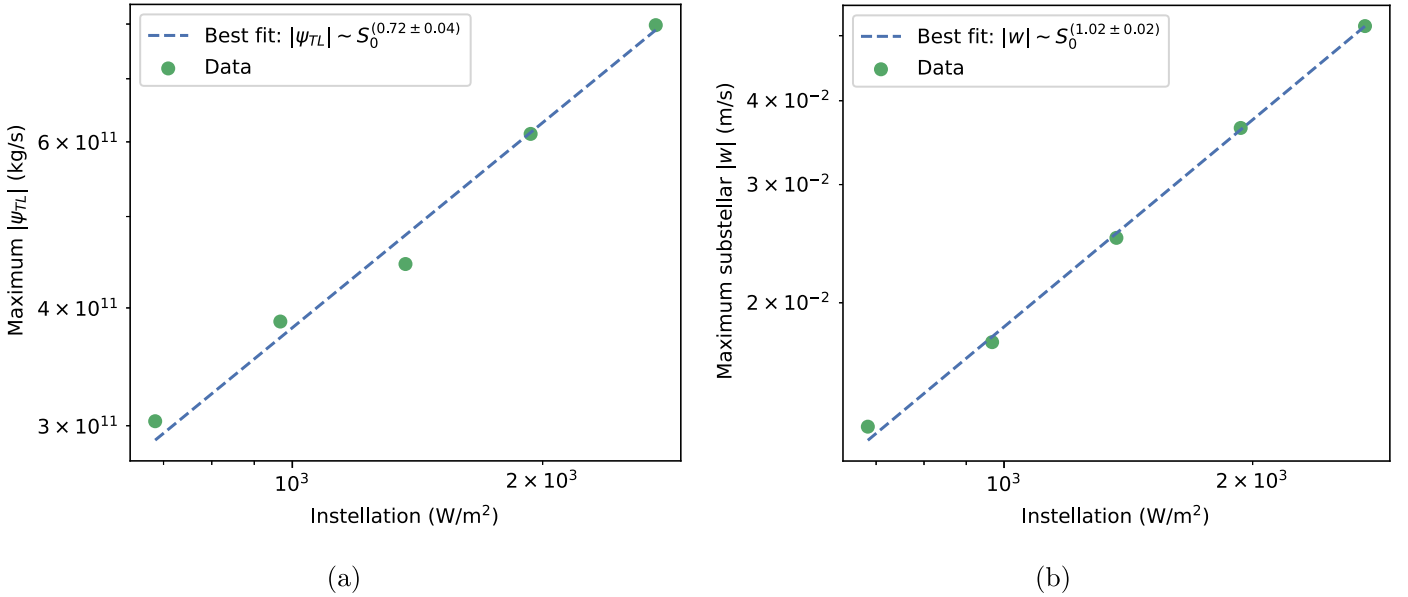 Best fit: |ψ_TL| ~ S_0^(0.72 ± 0.04)
Data
Maximum |ψ_TL| (kg/s)
6 × 10^11
4 × 10^11
3 × 10^11
10^3
2 × 10^3
Instellation (W/m^2)
(a)
Best fit: |w| ~ S_0^(1.02 ± 0.02)
Data
Maximum substellar |w| (m/s)
4 × 10^−2
3 × 10^−2
2 × 10^−2
10^3
2 × 10^3
Instellation (W/m^2)
(b)